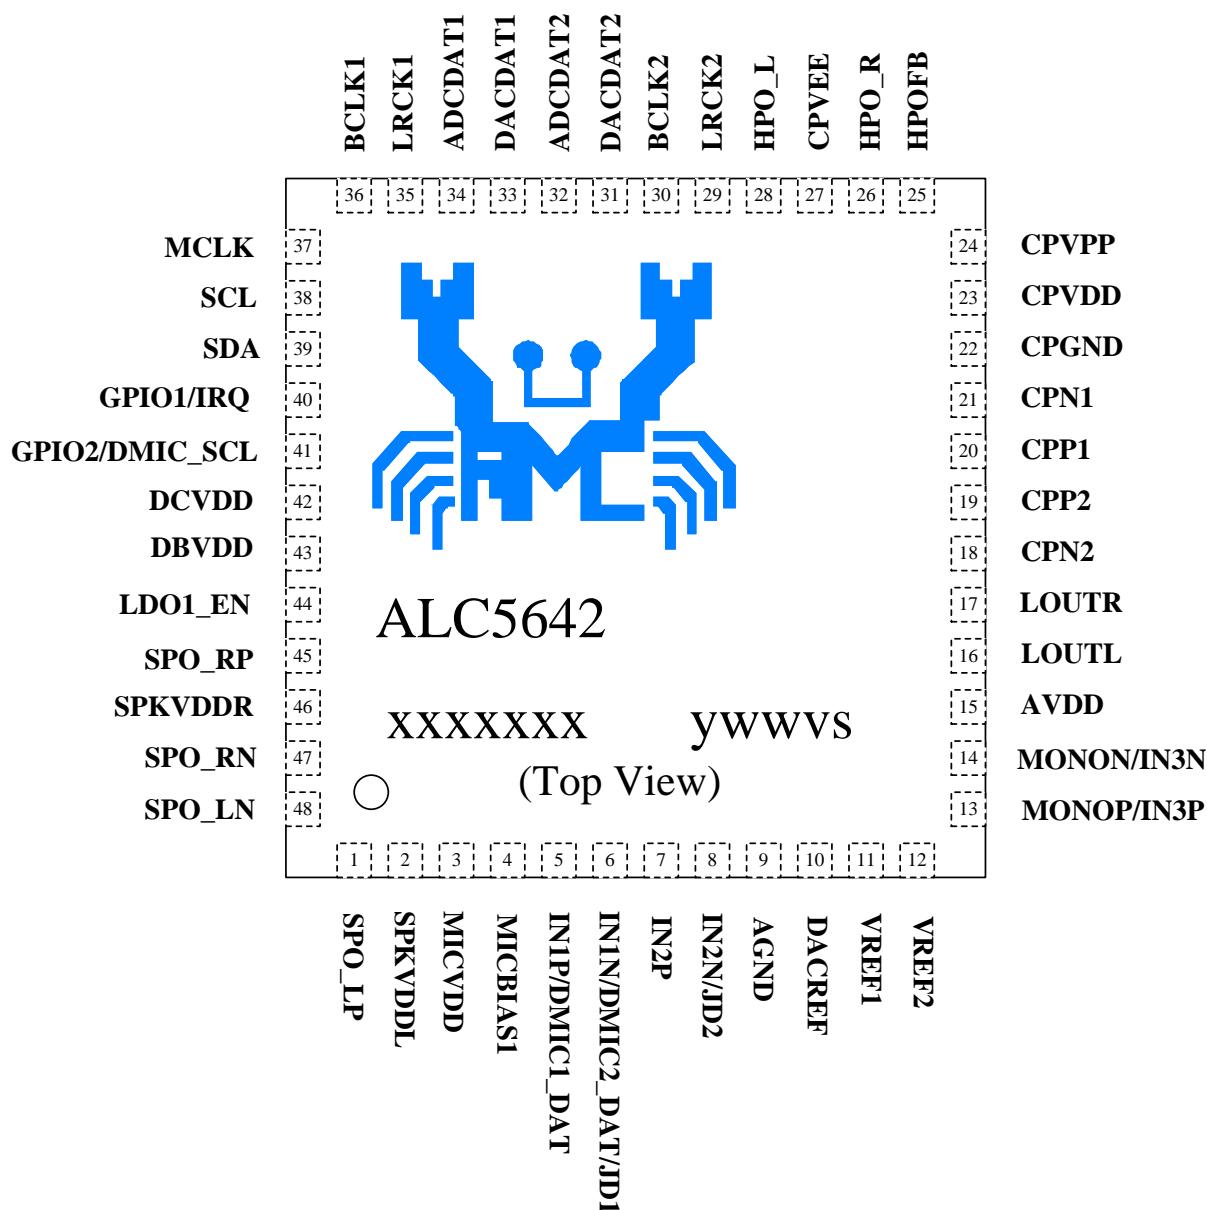 BCLK1
LRCK1
ADCDAT1
DACDAT1
ADCDAT2
DACDAT2
BCLK2
LRCK2
HPO_L
CPVEE
HPO_R
HPOFB
36 35 34 33 32 31 30 29 28 27 26 25
MCLK 37
SCL 38
SDA 39
GPIO1/IRQ 40
GPIO2/DMIC_SCL 41
DCVDD 42
DBVDD 43
LDO1_EN 44
SPO_RP 45
SPKVDDR 46
SPO_RN 47
SPO_LN 48
24 CPVPP
23 CPVDD
22 CPGND
21 CPN1
20 CPP1
19 CPP2
18 CPN2
17 LOUTR
16 LOUTL
15 AVDD
14 MONON/IN3N
13 MONOP/IN3P
AMC
ALC5642
xxxxxxx ywwvs
(Top View)
1 2 3 4 5 6 7 8 9 10 11 12
SPO_LP
SPKVDDL
MICVDD
MICBIAS1
IN1P/DMIC1_DAT
IN1N/DMIC2_DAT/JD1
IN2P
IN2N/JD2
AGND
DACREF
VREF1
VREF2